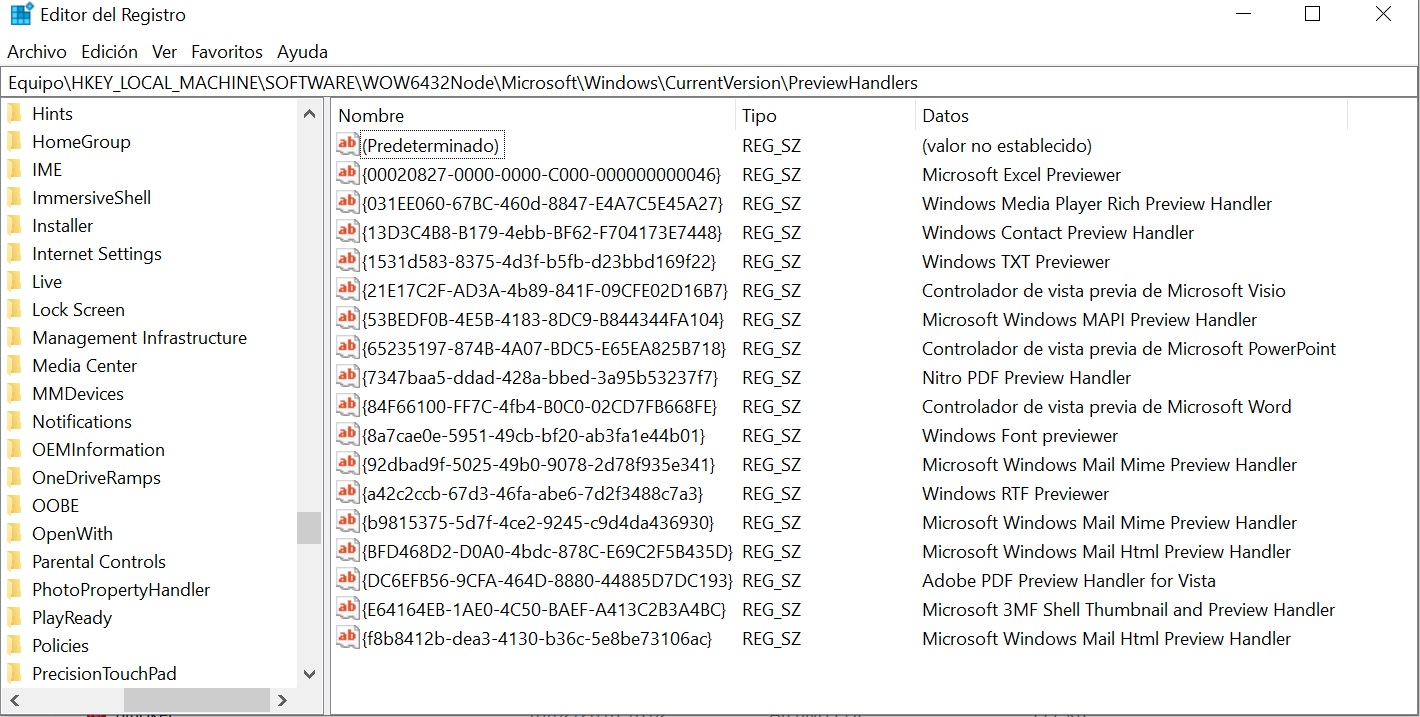 Editor del Registro
Archivo Edición Ver Favoritos Ayuda
Equipo\HKEY_LOCAL_MACHINE\SOFTWARE\WOW6432Node\Microsoft\Windows\CurrentVersion\PreviewHandlers
Hints
HomeGroup
IME
ImmersiveShell
Installer
Internet Settings
Live
Lock Screen
Management Infrastructure
Media Center
MMDevices
Notifications
OEMInformation
OneDriveRamps
OOBE
OpenWith
Parental Controls
PhotoPropertyHandler
PlayReady
Policies
PrecisionTouchPad
Nombre Tipo Datos
(Predeterminado) REG_SZ (valor no establecido)
{00020827-0000-0000-C000-000000000046} REG_SZ Microsoft Excel Previewer
{031EE060-67BC-460d-8847-E4A7C5E45A27} REG_SZ Windows Media Player Rich Preview Handler
{13D3C4B8-B179-4ebb-BF62-F704173E7448} REG_SZ Windows Contact Preview Handler
{1531d583-8375-4d3f-b5fb-d23bbd169f22} REG_SZ Windows TXT Previewer
{21E17C2F-AD3A-4b89-841F-09CFE02D16B7} REG_SZ Controlador de vista previa de Microsoft Visio
{53BEDF0B-4E5B-4183-8DC9-B844344FA104} REG_SZ Microsoft Windows MAPI Preview Handler
{65235197-874B-4A07-BDC5-E65EA825B718} REG_SZ Controlador de vista previa de Microsoft PowerPoint
{7347baa5-ddad-428a-bbed-3a95b53237f7} REG_SZ Nitro PDF Preview Handler
{84F66100-FF7C-4fb4-B0C0-02CD7FB668FE} REG_SZ Controlador de vista previa de Microsoft Word
{8a7cae0e-5951-49cb-bf20-ab3fa1e44b01} REG_SZ Windows Font previewer
{92dbad9f-5025-49b0-9078-2d78f935e341} REG_SZ Microsoft Windows Mail Mime Preview Handler
{a42c2ccb-67d3-46fa-abe6-7d2f3488c7a3} REG_SZ Windows RTF Previewer
{b9815375-5d7f-4ce2-9245-c9d4da436930} REG_SZ Microsoft Windows Mail Mime Preview Handler
{BFD468D2-D0A0-4bdc-878C-E69C2F5B435D} REG_SZ Microsoft Windows Mail Html Preview Handler
{DC6EFB56-9CFA-464D-8880-44885D7DC193} REG_SZ Adobe PDF Preview Handler for Vista
{E64164EB-1AE0-4C50-BAEF-A413C2B3A4BC} REG_SZ Microsoft 3MF Shell Thumbnail and Preview Handler
{f8b8412b-dea3-4130-b36c-5e8be73106ac} REG_SZ Microsoft Windows Mail Html Preview Handler